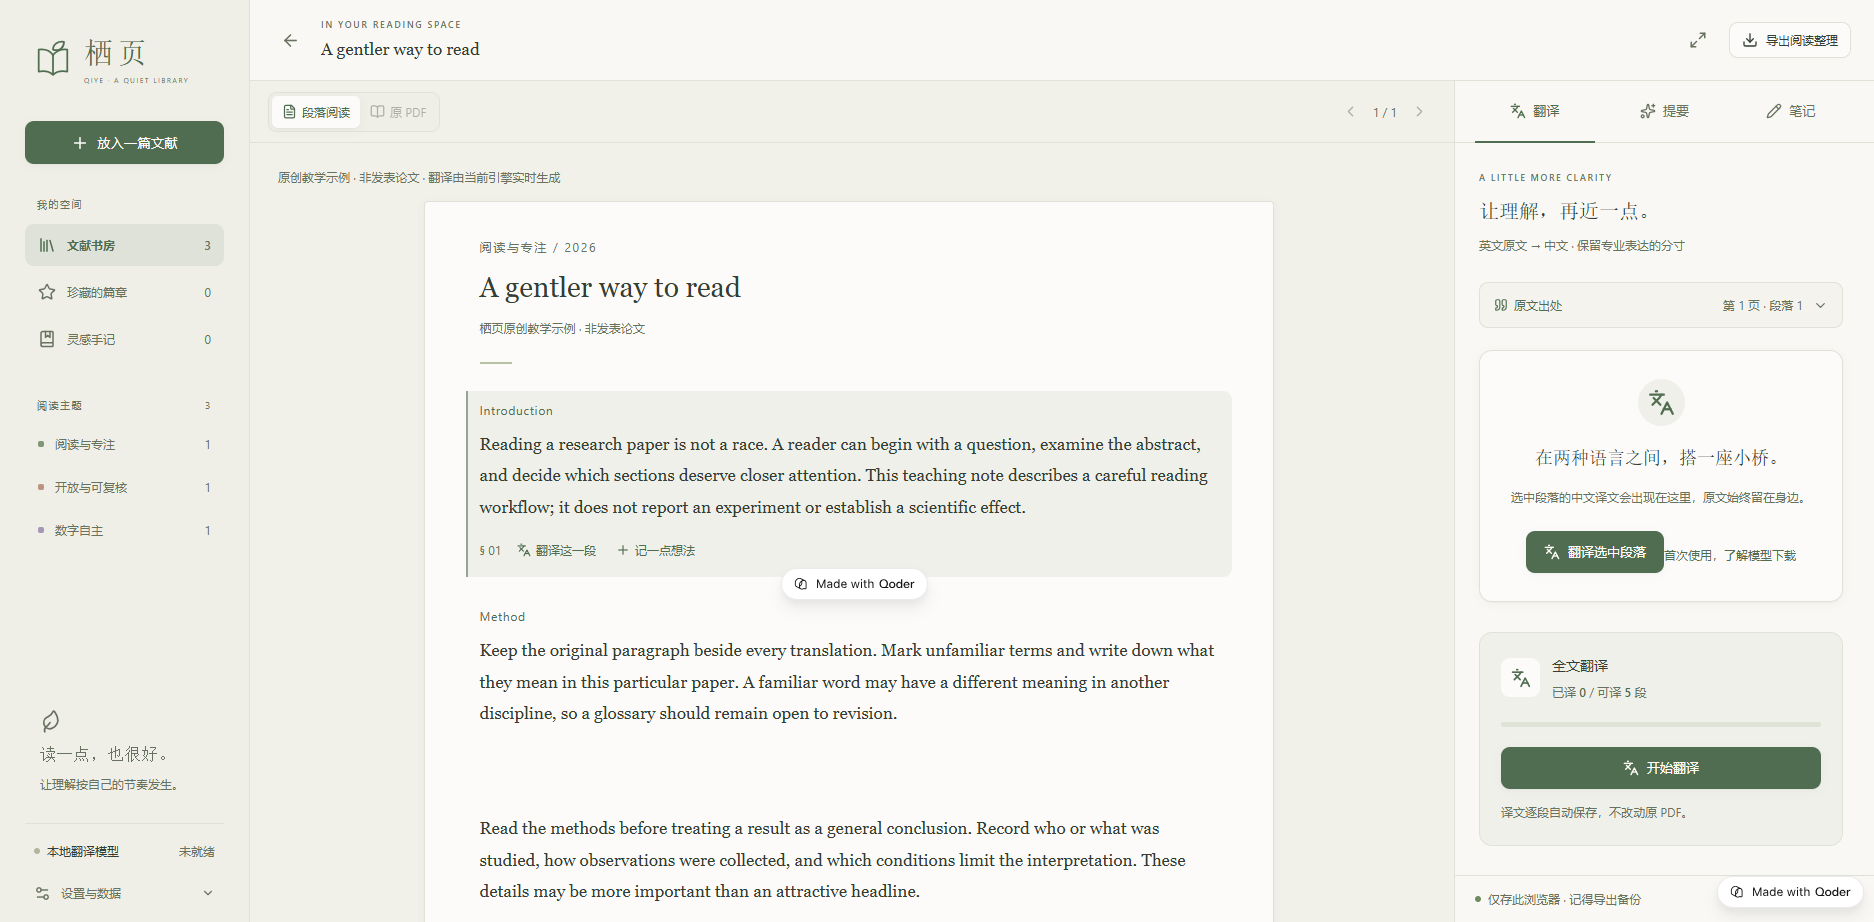 栖页
QIYE · A QUIET LIBRARY
放入一篇文献
我的空间
文献书房 3
珍藏的篇章 0
灵感手记 0
阅读主题 3
阅读与专注 1
开放与可复核 1
数字自主 1
读一点，也很好。
让理解按自己的节奏发生。
本地翻译模型 未就绪
设置与数据
IN YOUR READING SPACE
A gentler way to read
导出阅读整理
段落阅读 原 PDF
1 / 1
原创教学示例 · 非发表论文 · 翻译由当前引擎实时生成
阅读与专注 / 2026
A gentler way to read
栖页原创教学示例 · 非发表论文
Introduction
Reading a research paper is not a race. A reader can begin with a question, examine the abstract,
and decide which sections deserve closer attention. This teaching note describes a careful reading
workflow; it does not report an experiment or establish a scientific effect.
§ 01 翻译这一段 记一点想法
Made with Qoder
Method
Keep the original paragraph beside every translation. Mark unfamiliar terms and write down what
they mean in this particular paper. A familiar word may have a different meaning in another
discipline, so a glossary should remain open to revision.
Read the methods before treating a result as a general conclusion. Record who or what was
studied, how observations were collected, and which conditions limit the interpretation. These
details may be more important than an attractive headline.
翻译 提要 笔记
A LITTLE MORE CLARITY
让理解，再近一点。
英文原文 → 中文 · 保留专业表达的分寸
原文出处 第 1 页 · 段落 1
在两种语言之间，搭一座小桥。
选中段落的中文译文会出现在这里，原文始终留在身边。
翻译选中段落 首次使用，了解模型下载
全文翻译
已译 0 / 可译 5 段
开始翻译
译文逐段自动保存，不改动原 PDF。
仅存此浏览器 · 记得导出备份
Made with Qoder